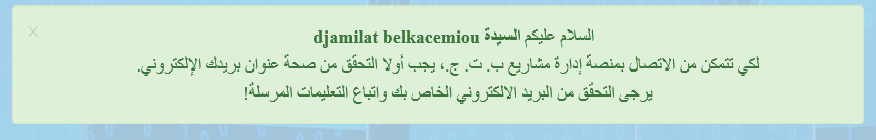 x
السلام عليكم السيدة djamilat belkacemiou
لكي تتمكن من الاتصال بمنصة إدارة مشاريع ب. ت. ج.، يجب أولا التحقق من صحة عنوان بريدك الإلكتروني.
يرجى التحقق من البريد الالكتروني الخاص بك واتباع التعليمات المرسلة!